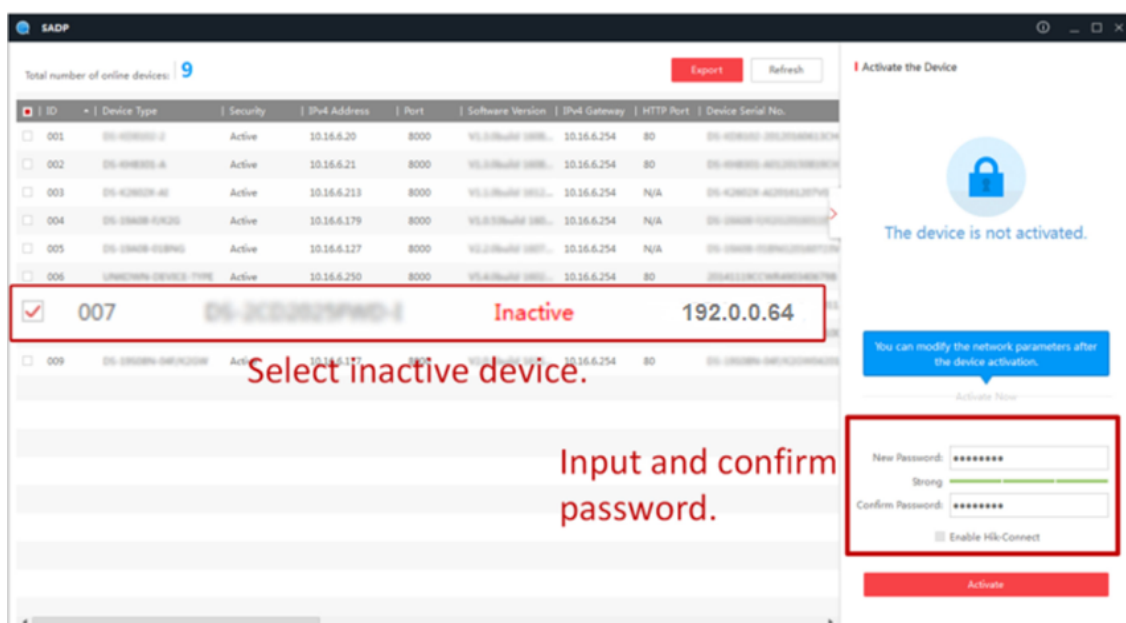 SADP
Total number of online devices: 9
Export
Refresh
Activate the Device
ID | Device Type | Security | IPv4 Address | Port | Software Version | IPv4 Gateway | HTTP Port | Device Serial No.
001 Active 10.16.6.20 8000 10.16.6.254 80
002 Active 10.16.6.21 8000 10.16.6.254 80
003 Active 10.16.6.213 8000 10.16.6.254 N/A
004 Active 10.16.6.179 8000 10.16.6.254 N/A
005 Active 10.16.6.127 8000 10.16.6.254 N/A
006 UNKNOWN-DEVICE-TYPE Active 10.16.6.250 8000 10.16.6.254 80
007 Inactive 192.0.0.64
009 10.16.6.254 80
Select inactive device.
Input and confirm
password.
The device is not activated.
You can modify the network parameters after
the device activation.
Activate Now
New Password: ••••••••
Strong
Confirm Password: ••••••••
Enable Hik-Connect
Activate